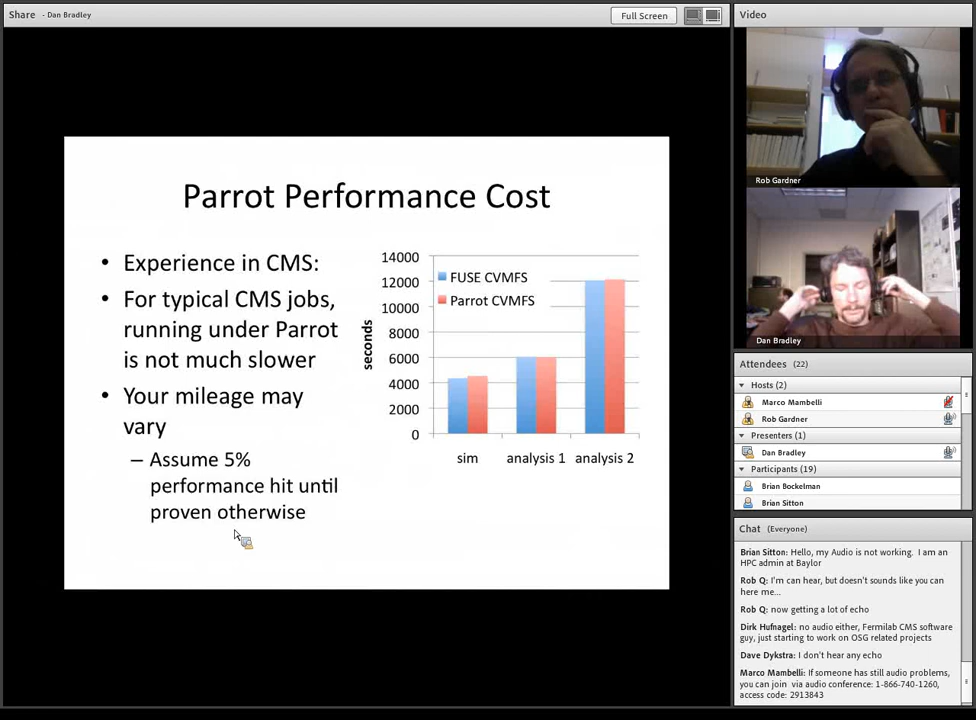 Share - Dan Bradley
Full Screen
Parrot Performance Cost
• Experience in CMS:
• For typical CMS jobs,
running under Parrot
is not much slower
• Your mileage may
vary
– Assume 5%
performance hit until
proven otherwise
14000
12000
10000
8000
6000
4000
2000
0
seconds
FUSE CVMFS
Parrot CVMFS
sim analysis 1 analysis 2
Video
Rob Gardner
Dan Bradley
Attendees (22)
Hosts (2)
Marco Mambelli
Rob Gardner
Presenters (1)
Dan Bradley
Participants (19)
Brian Bockelman
Brian Sitton
Chat (Everyone)
Brian Sitton: Hello, my Audio is not working. I am an
HPC admin at Baylor
Rob Q: I'm can hear, but doesn't sounds like you can
here me...
Rob Q: now getting a lot of echo
Dirk Hufnagel: no audio either, Fermilab CMS software
guy, just starting to work on OSG related projects
Dave Dykstra: I don't hear any echo
Marco Mambelli: If someone has still audio problems,
you can join via audio conference: 1-866-740-1260,
access code: 2913843